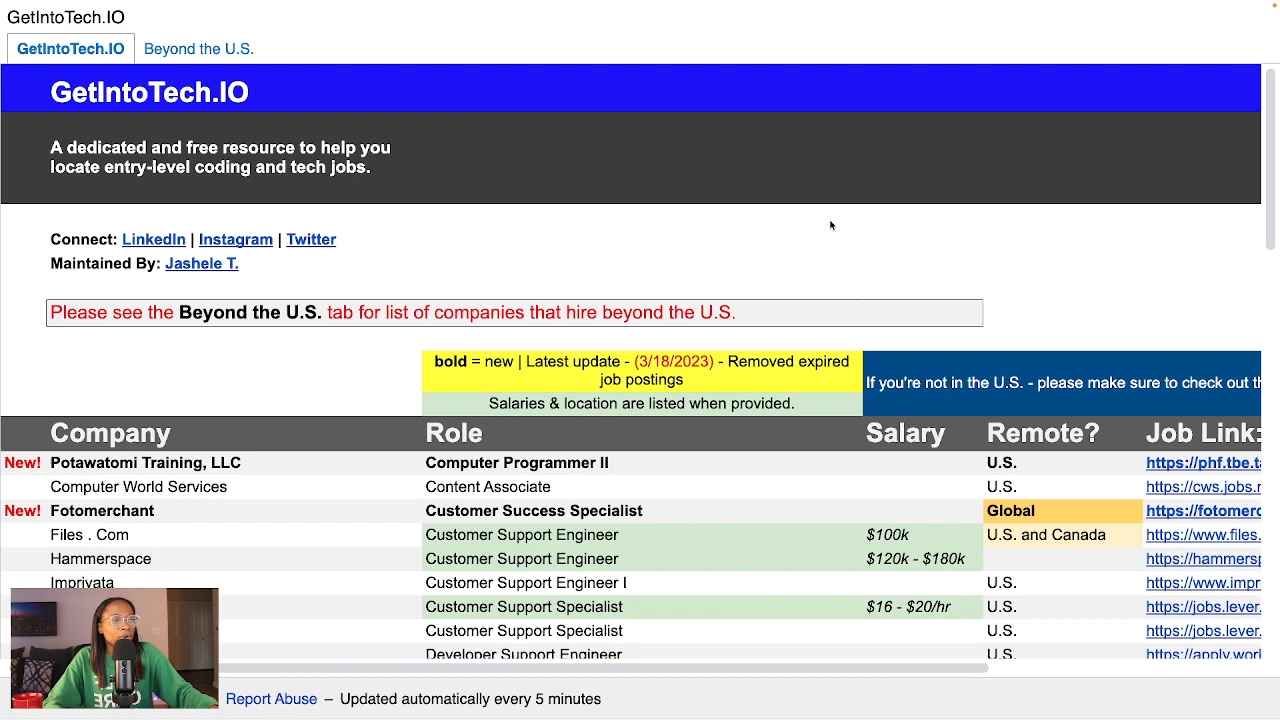 GetIntoTech.IO
GetIntoTech.IO Beyond the U.S.
GetIntoTech.IO
A dedicated and free resource to help you
locate entry-level coding and tech jobs.
Connect: LinkedIn | Instagram | Twitter
Maintained By: Jashele T.
Please see the Beyond the U.S. tab for list of companies that hire beyond the U.S.
bold = new | Latest update - (3/18/2023) - Removed expired
job postings
If you're not in the U.S. - please make sure to check out
Salaries & location are listed when provided.
Company Role Salary Remote? Job Link:
New! Potawatomi Training, LLC Computer Programmer II U.S. https://phf.tbe.t
Computer World Services Content Associate U.S. https://cws.jobs.
New! Fotomerchant Customer Success Specialist Global https://fotomer
Files . Com Customer Support Engineer $100k U.S. and Canada https://www.files.
Hammerspace Customer Support Engineer $120k - $180k https://hammers
Imprivata Customer Support Engineer I U.S. https://www.impr
Customer Support Specialist $16 - $20/hr U.S. https://jobs.lever.
Customer Support Specialist U.S. https://jobs.lever.
Developer Support Engineer U.S. https://apply.work
Report Abuse – Updated automatically every 5 minutes